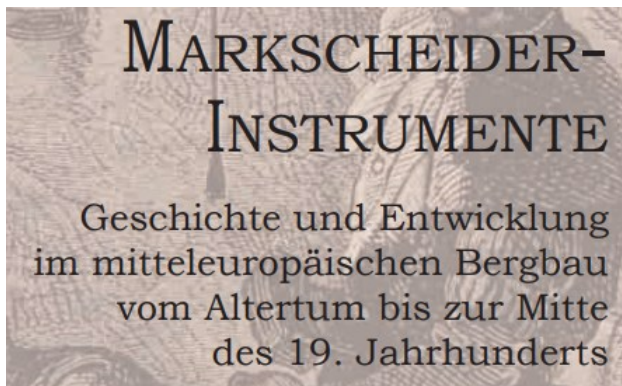 MARKSCHEIDER-
INSTRUMENTE
Geschichte und Entwicklung
im mitteleuropäischen Bergbau
vom Altertum bis zur Mitte
des 19. Jahrhunderts